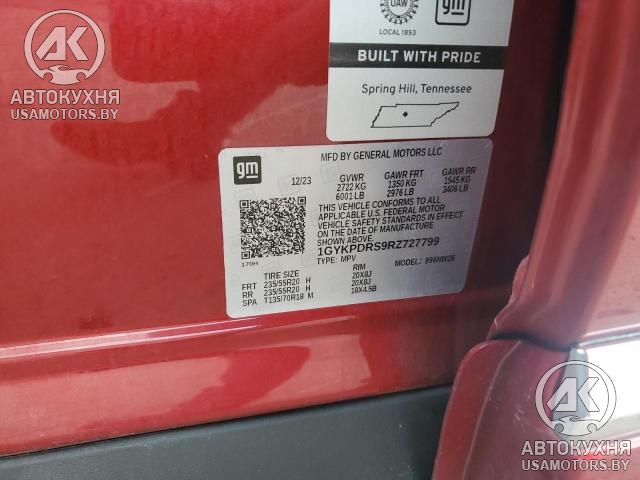 UAW
gm
LOCAL 1853
BUILT WITH PRIDE
Spring Hill, Tennessee
АВТОКУХНЯ
USAMOTORS.BY
gm
MFD BY GENERAL MOTORS LLC
12/23
GVWR GAWR FRT GAWR RR
2722 KG 1350 KG 1545 KG
6001 LB 2976 LB 3406 LB
THIS VEHICLE CONFORMS TO ALL
APPLICABLE U.S. FEDERAL MOTOR
VEHICLE SAFETY STANDARDS IN EFFECT
ON THE DATE OF MANUFACTURE
SHOWN ABOVE.
1GYKPDRS9RZ727799
TYPE: MPV MODEL: 996NW26
170H
TIRE SIZE RIM
FRT 235/55R20 H 20X8J
RR 235/55R20 H 20X8J
SPA T135/70R18 M 18X4.5B
АК
АВТОКУХНЯ
USAMOTORS.BY